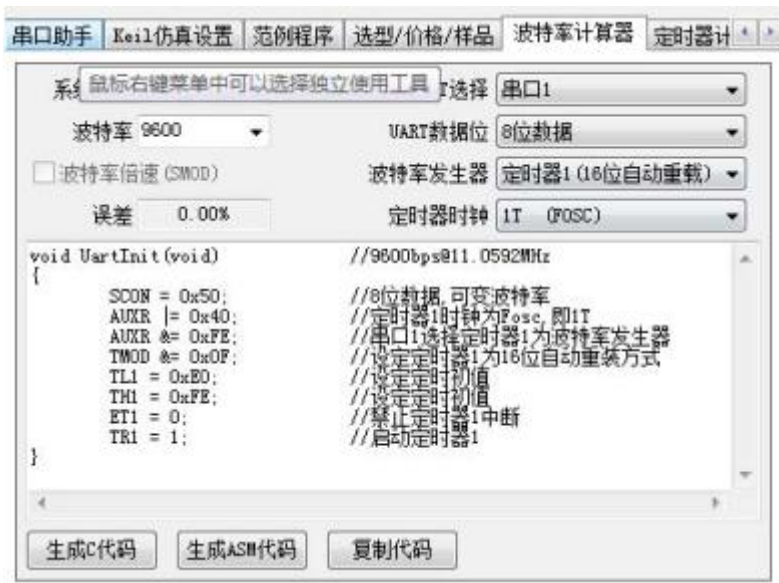 串口助手 Keil仿真设置 范例程序 选型/价格/样品 波特率计算器 定时器计
系 鼠标右键菜单中可以选择独立使用工具 T选择 串口1
波特率 9600 UART数据位 8位数据
波特率倍速(SMOD) 波特率发生器 定时器1(16位自动重载)
误差 0.00% 定时器时钟 1T (FOSC)
void UartInit(void) //9600bps@11.0592MHz
{
SCON = 0x50; //8位数据,可变波特率
AUXR |= 0x40; //定时器1时钟为Fosc,即1T
AUXR &= 0xFE; //串口1选择定时器1为波特率发生器
TMOD &= 0x0F; //设定定时器1为16位自动重装方式
TL1 = 0xE0; //设定定时初值
TH1 = 0xFE; //设定定时初值
ET1 = 0; //禁止定时器1中断
TR1 = 1; //启动定时器1
}
生成C代码 生成ASM代码 复制代码